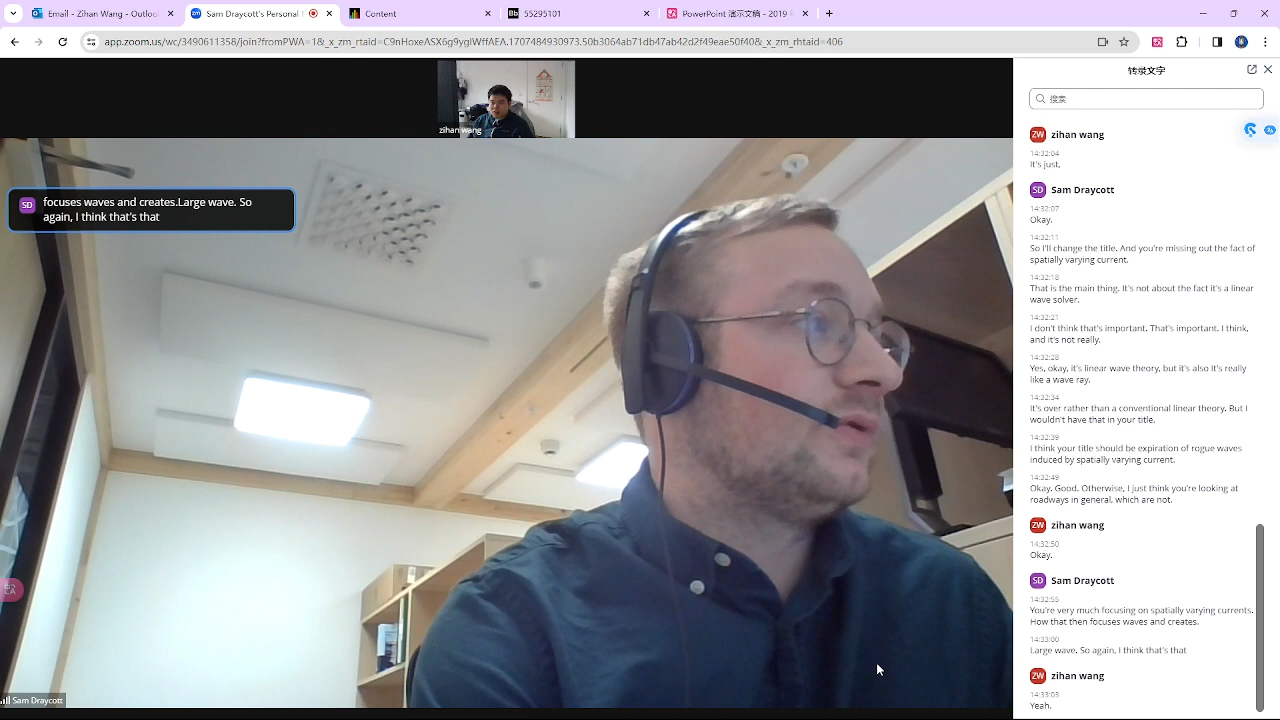 Email - Zihan Wang - Outloo
Sam Draycott's Personal
Content
Bb
55295101
PowerPoint 演示文稿 - 2019
app.zoom.us/wc/3490611358/join?fromPWA=1&_x_zm_rtaid=C9nHoxeASX6g9yglWffAEA.1707484930973.50b3064ab71db47ab42d2f49eae50f40&_x_zm_rhtaid=406
zihan wang
SD
focuses waves and creates.Large wave. So
again, I think that's that
Sam Draycott
转录文字
搜索
ZW zihan wang
14:32:04
It's just,
SD Sam Draycott
14:32:07
Okay.
14:32:11
So I'll change the title. And you're missing out the fact of
spatially varying current.
14:32:18
That is the main thing. It's not about the fact it's a linear
wave solver.
14:32:21
I don't think that's important. That's important. I think,
and it's not really.
14:32:28
Yes, okay, it's linear wave theory, but it's also It's really
like a wave ray.
14:32:34
It's over rather than a conventional linear theory. But I
wouldn't have that in your title.
14:32:39
I think your title should be expiration of rogue waves
induced by spatially varying current.
14:32:49
Okay. Good. Otherwise, I just think you're looking at
roadways in general, which are not.
ZW zihan wang
14:32:50
Okay.
SD Sam Draycott
14:32:55
You're very much focusing on spatially varying currents.
How that then focuses waves and creates.
14:33:00
Large wave. So again, I think that's that
ZW zihan wang
14:33:03
Yeah.